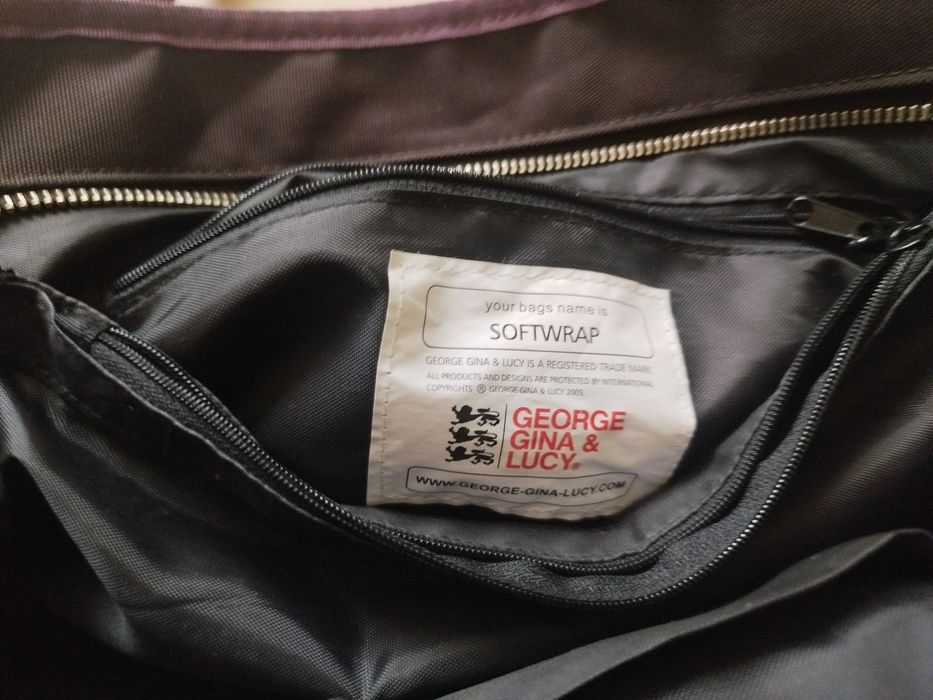 your bags name is
SOFTWRAP
GEORGE GINA & LUCY IS A REGISTERED TRADE MARK.
ALL PRODUCTS AND DESIGNS ARE PROTECTED BY INTERNATIONAL
COPYRIGHTS ® GEORGE GINA & LUCY 2005.
GEORGE
GINA &
LUCY®
WWW.GEORGE-GINA-LUCY.COM